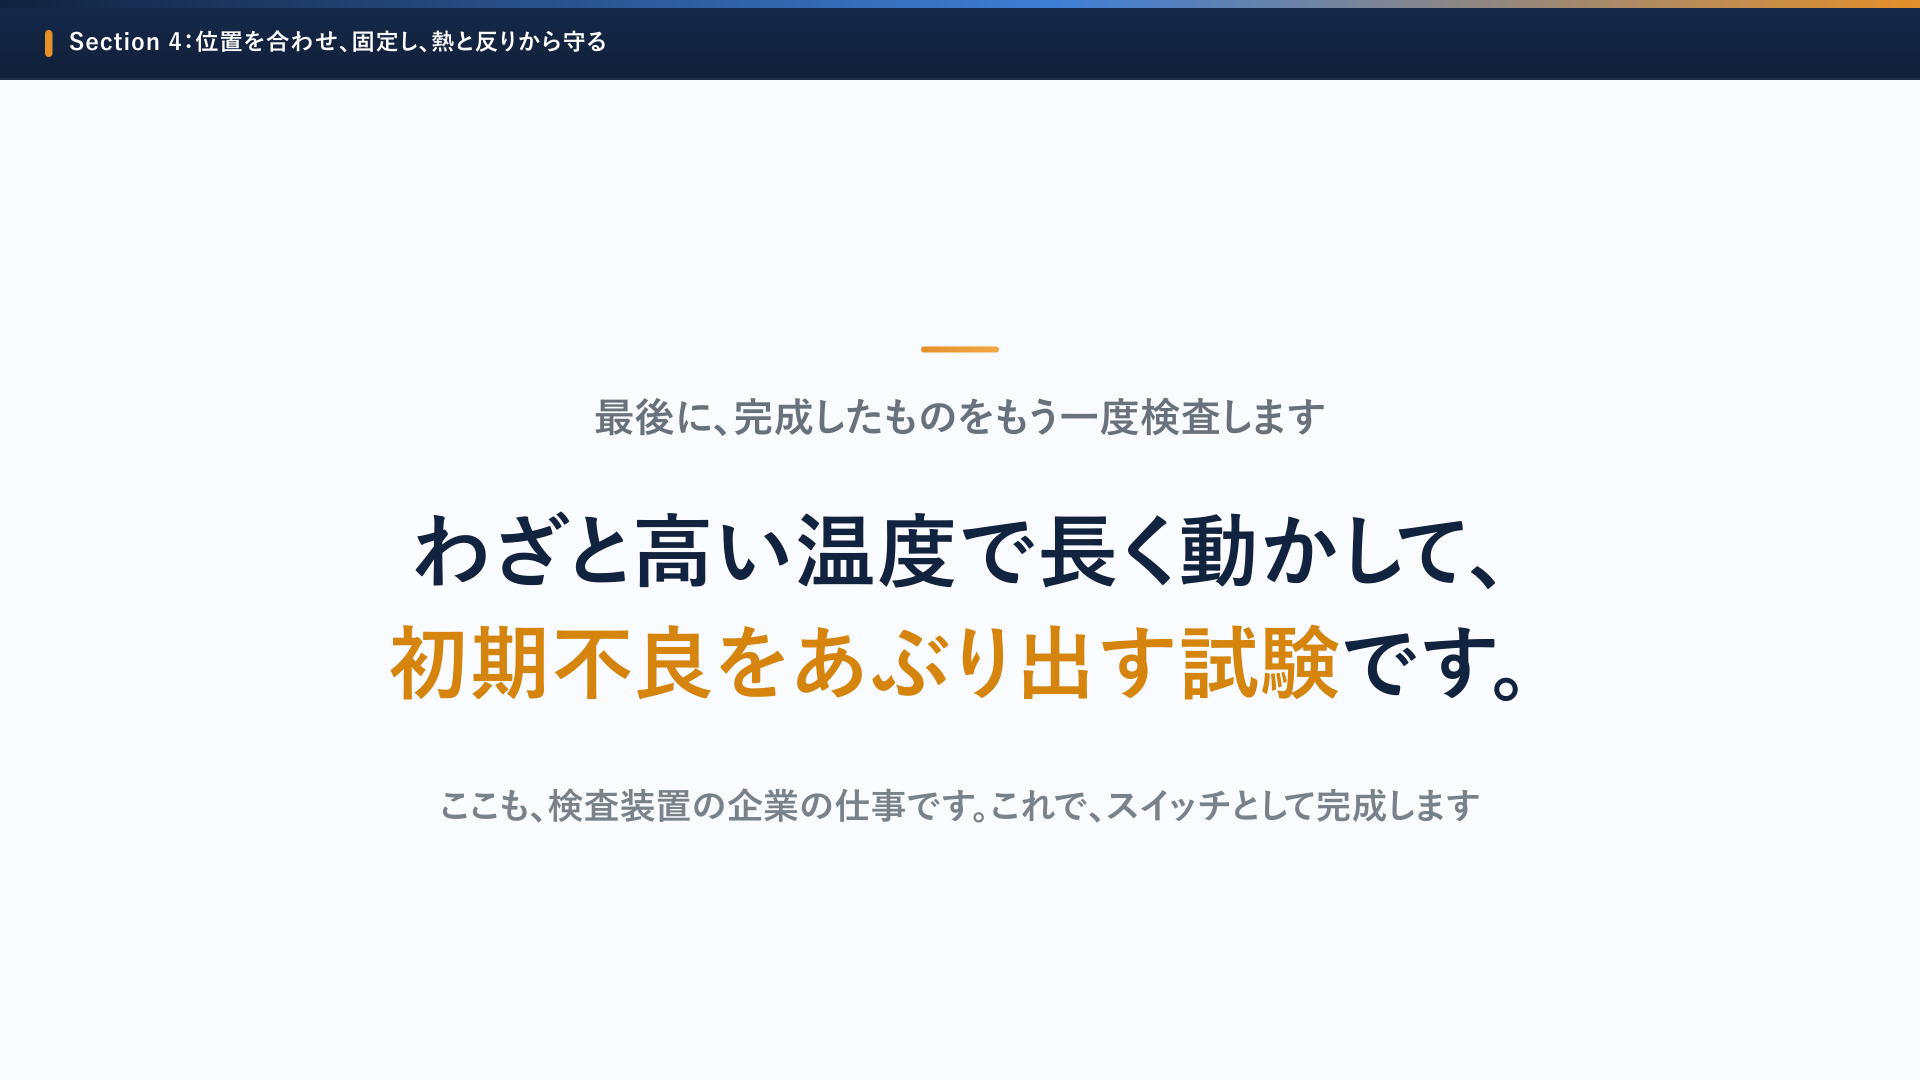 Section 4：位置を合わせ、固定し、熱と反りから守る
最後に、完成したものをもう一度検査します
わざと高い温度で長く動かして、
初期不良をあぶり出す試験です。
ここも、検査装置の企業の仕事です。これで、スイッチとして完成します